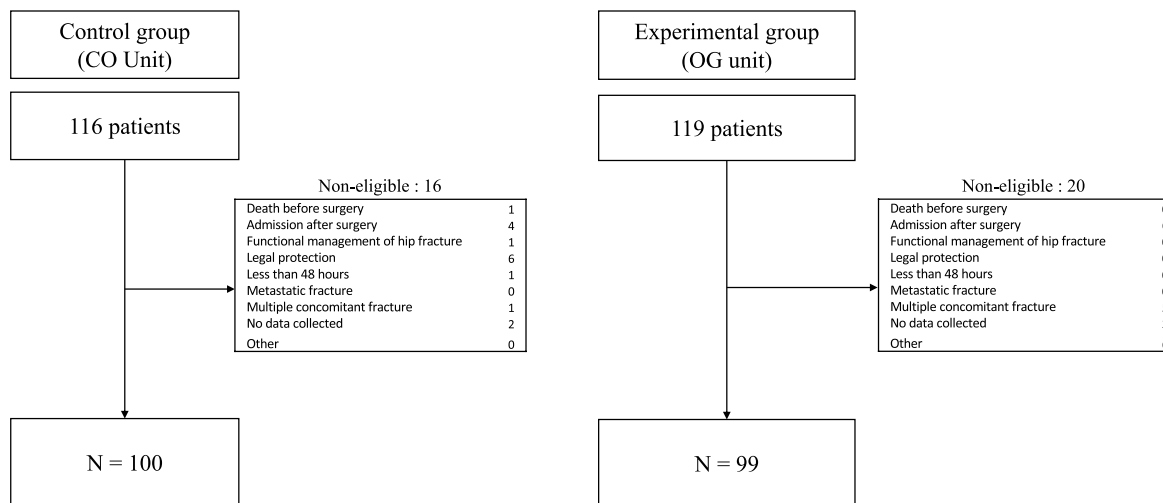 Control group
(CO Unit)
116 patients
Non-eligible : 16
Death before surgery 1
Admission after surgery 4
Functional management of hip fracture 1
Legal protection 6
Less than 48 hours 1
Metastatic fracture 0
Multiple concomitant fracture 1
No data collected 2
Other 0
N = 100
Experimental group
(OG unit)
119 patients
Non-eligible : 20
Death before surgery
Admission after surgery
Functional management of hip fracture
Legal protection
Less than 48 hours
Metastatic fracture
Multiple concomitant fracture
No data collected
Other
N = 99